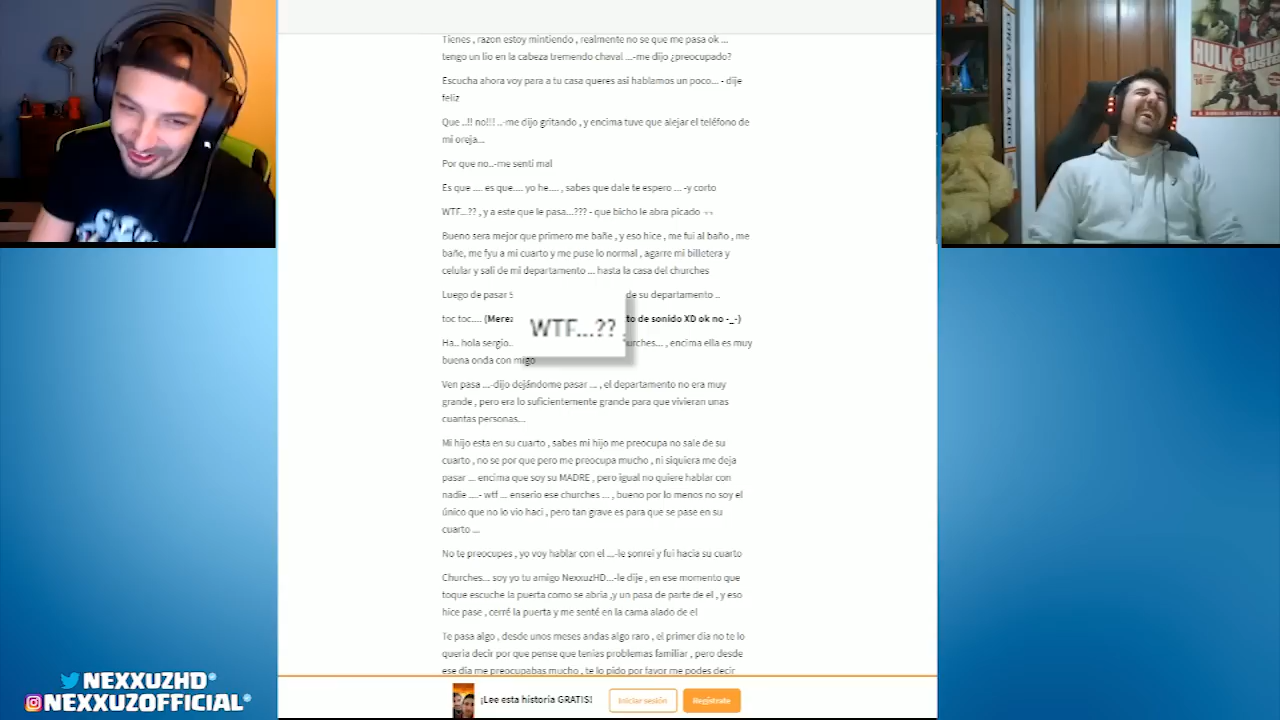 Tienes , razon estoy mintiendo , realmente no se que me pasa ok ...
tengo un lio en la cabeza tremendo chaval ...-me dijo ¿preocupado?
Escucha ahora voy para a tu casa queres asi hablamos un poco... - dije
feliz
Que ..!! no!!! ..-me dijo gritando , y encima tuve que alejar el teléfono de
mi oreja...
Por que no..-me senti mal
Es que .... es que.... yo he.... , sabes que dale te espero ... -y corto
WTF...?? , y a este que le pasa...??? - que bicho le abra picado ¬¬
Bueno sera mejor que primero me bañe , y eso hice , me fui al baño , me
bañe, me fyu a mi cuarto y me puse lo normal , agarre mi billetera y
celular y sali de mi departamento ... hasta la casa del churches
Luego de pasar de su departamento ..
toc toc.... (Merez to de sonido XD ok no -_-)
WTF...??
Ha.. hola sergio.. urches... , encima ella es muy
buena onda con migo
Ven pasa ...-dijo dejándome pasar ... , el departamento no era muy
grande , pero era lo suficientemente grande para que vivieran unas
cuantas personas...
Mi hijo esta en su cuarto , sabes mi hijo me preocupa no sale de su
cuarto , no se por que pero me preocupa mucho , ni siquiera me deja
pasar ... encima que soy su MADRE , pero igual no quiere hablar con
nadie ....- wtf ... enserio ese churches ... , bueno por lo menos no soy el
único que no lo vio haci , pero tan grave es para que se pase en su
cuarto ...
No te preocupes , yo voy hablar con el ...-le sonrei y fui hacia su cuarto
Churches... soy yo tu amigo NexxuzHD...-le dije , en ese momento que
toque escuche la puerta como se abria ,y un pasa de parte de el , y eso
hice pase , cerré la puerta y me senté en la cama alado de el
Te pasa algo , desde unos meses andas algo raro , el primer dia no te lo
queria decir por que pense que tenias problemas familiar , pero desde
ese dia me preocupabas mucho , te lo pido por favor me podes decir
¡Lee esta historia GRATIS!
Iniciar sesión
Regístrate
NEXXUZHD
NEXXUZOFFICIAL
CORAZON BLANCO
HULK VS HULK
BUSTER